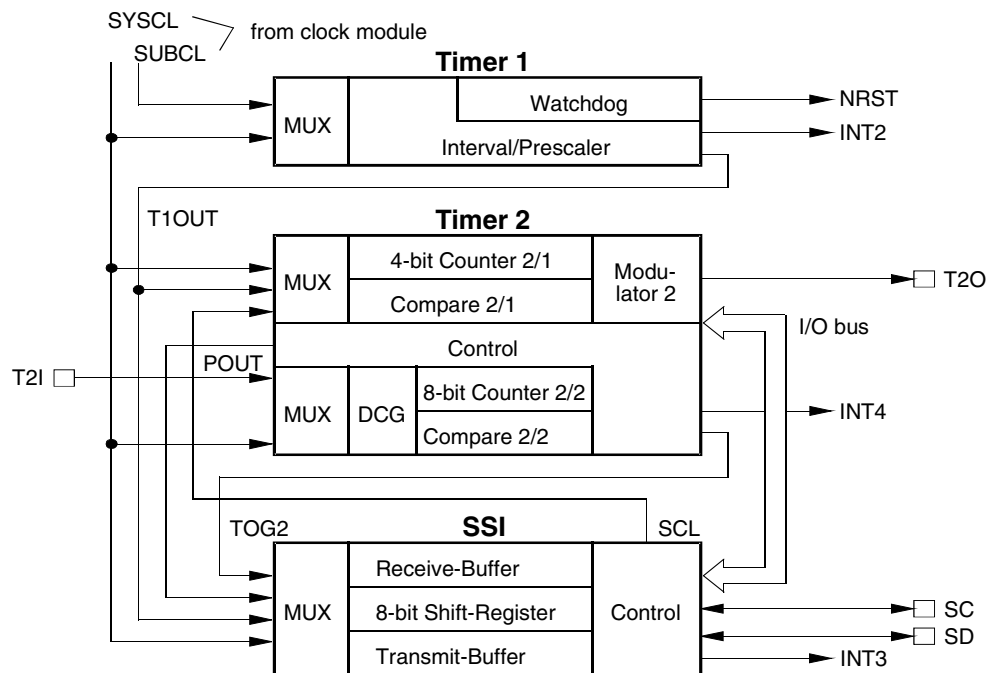 SYSCL
from clock module
SUBCL
Timer 1
Watchdog
NRST
MUX
INT2
Interval/Prescaler
T1OUT
Timer 2
4-bit Counter 2/1
MUX
Modu-
lator 2
T2O
Compare 2/1
I/O bus
Control
POUT
T2I
8-bit Counter 2/2
MUX
DCG
INT4
Compare 2/2
TOG2
SSI
SCL
Receive-Buffer
MUX
8-bit Shift-Register
Control
SC
SD
Transmit-Buffer
INT3